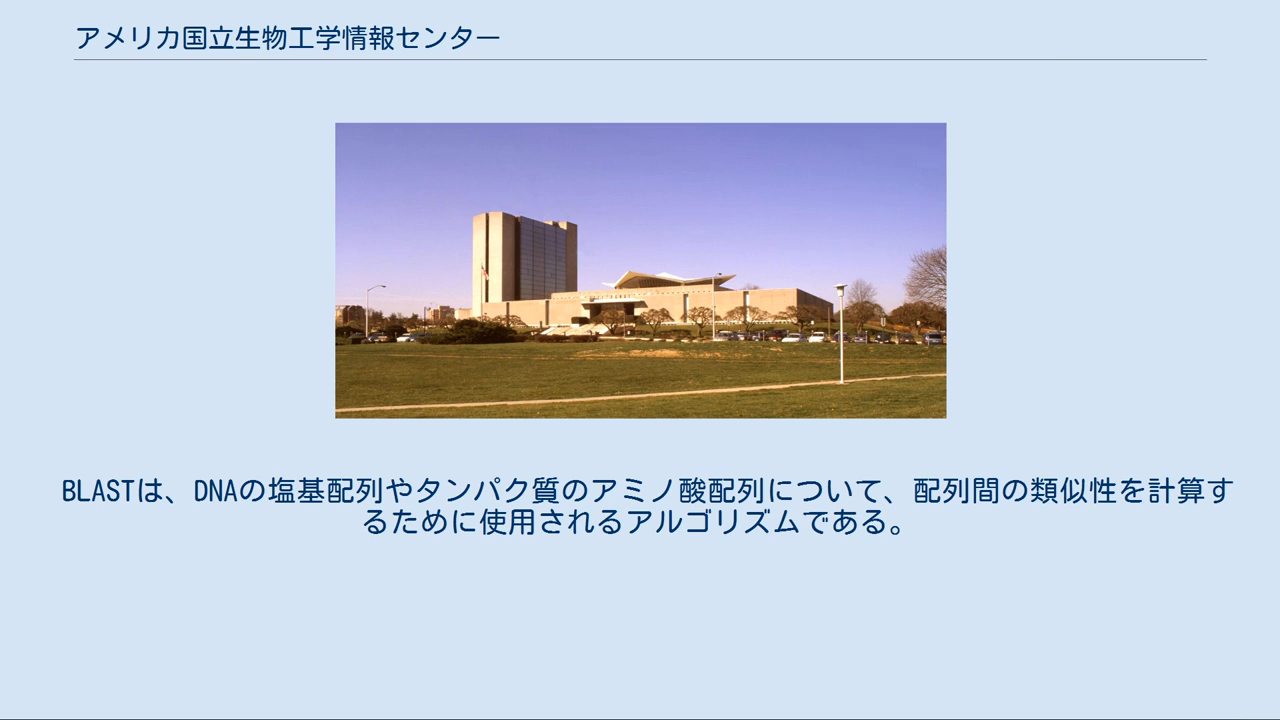 アメリカ国立生物工学情報センター
BLASTは、DNAの塩基配列やタンパク質のアミノ酸配列について、配列間の類似性を計算す
るために使用されるアルゴリズムである。